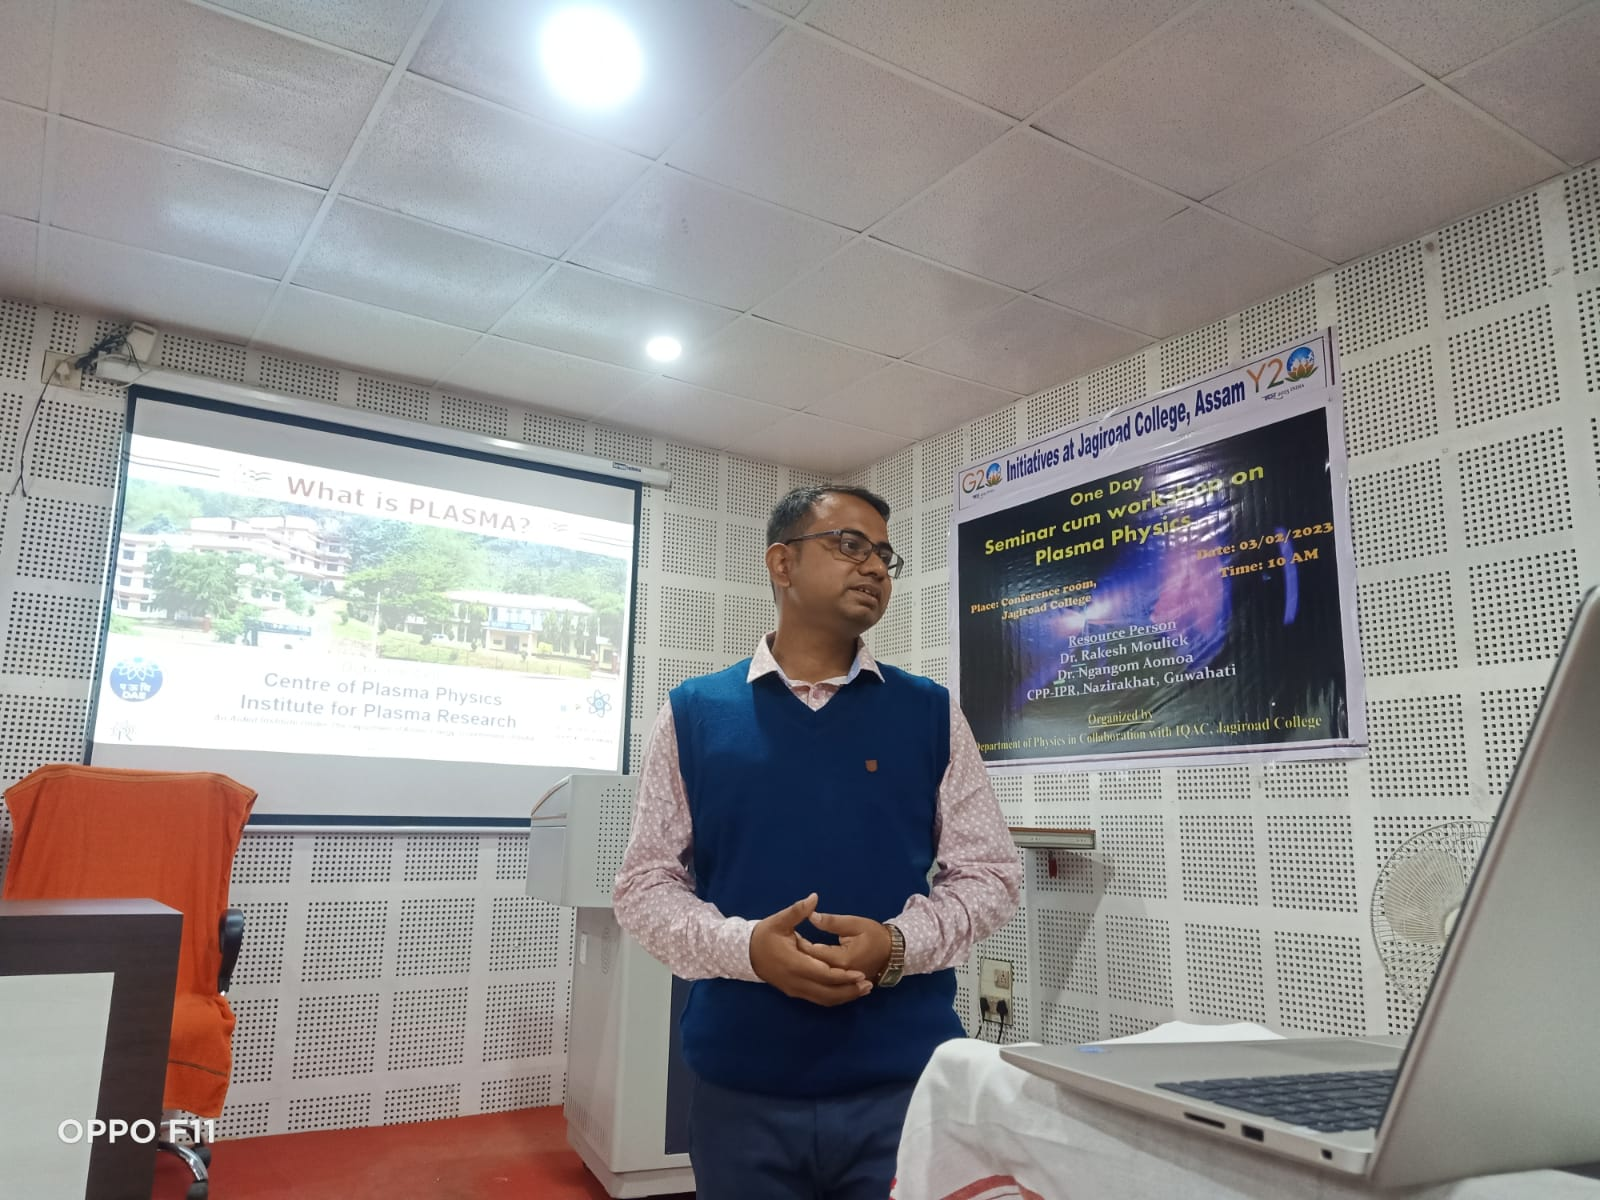 What is PLASMA?
Centre of Plasma Physics
Institute for Plasma Research
DAE
IPR
G20
Initiatives at Jagiroad College, Assam
Y20
One Day
Seminar cum workshop on
Plasma Physics
Date: 03/02/2023
Time: 10 AM
Place: Conference room,
Jagiroad College
Resource Person
Dr. Rakesh Moulick
Dr. Ngangom Aomoa
CPP-IPR, Nazirakhat, Guwahati
Organized by
Department of Physics in Collaboration with IQAC, Jagiroad College
OPPO F11